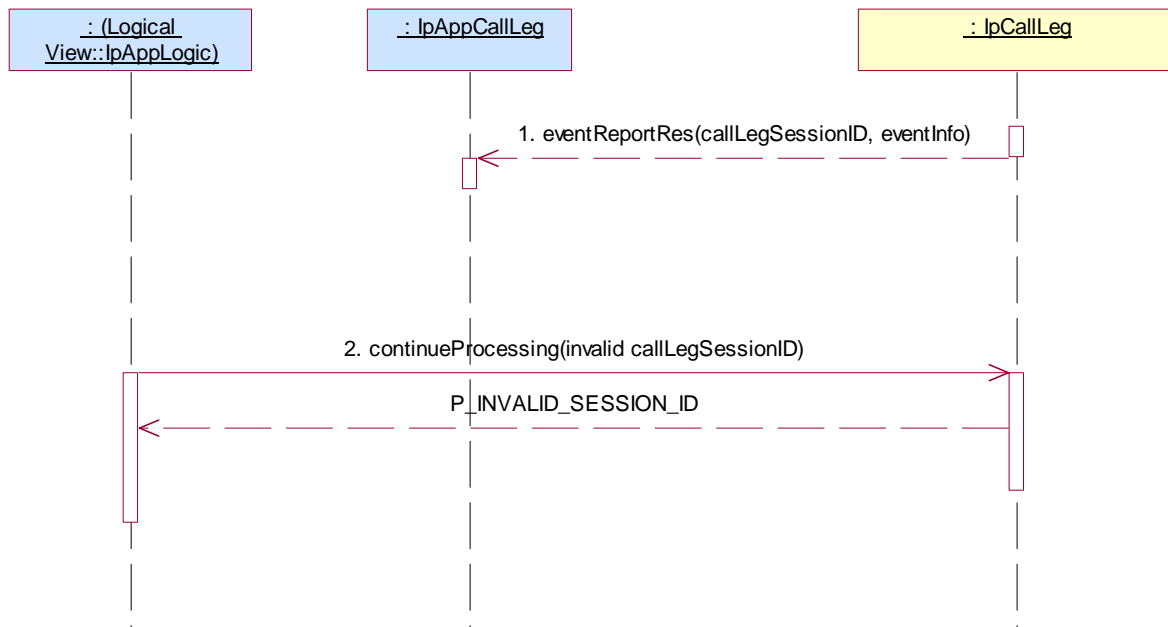 : (Logical
View::IpAppLogic)
: IpAppCallLeg
: IpCallLeg
1. eventReportRes(callLegSessionID, eventInfo)
2. continueProcessing(invalid callLegSessionID)
P_INVALID_SESSION_ID